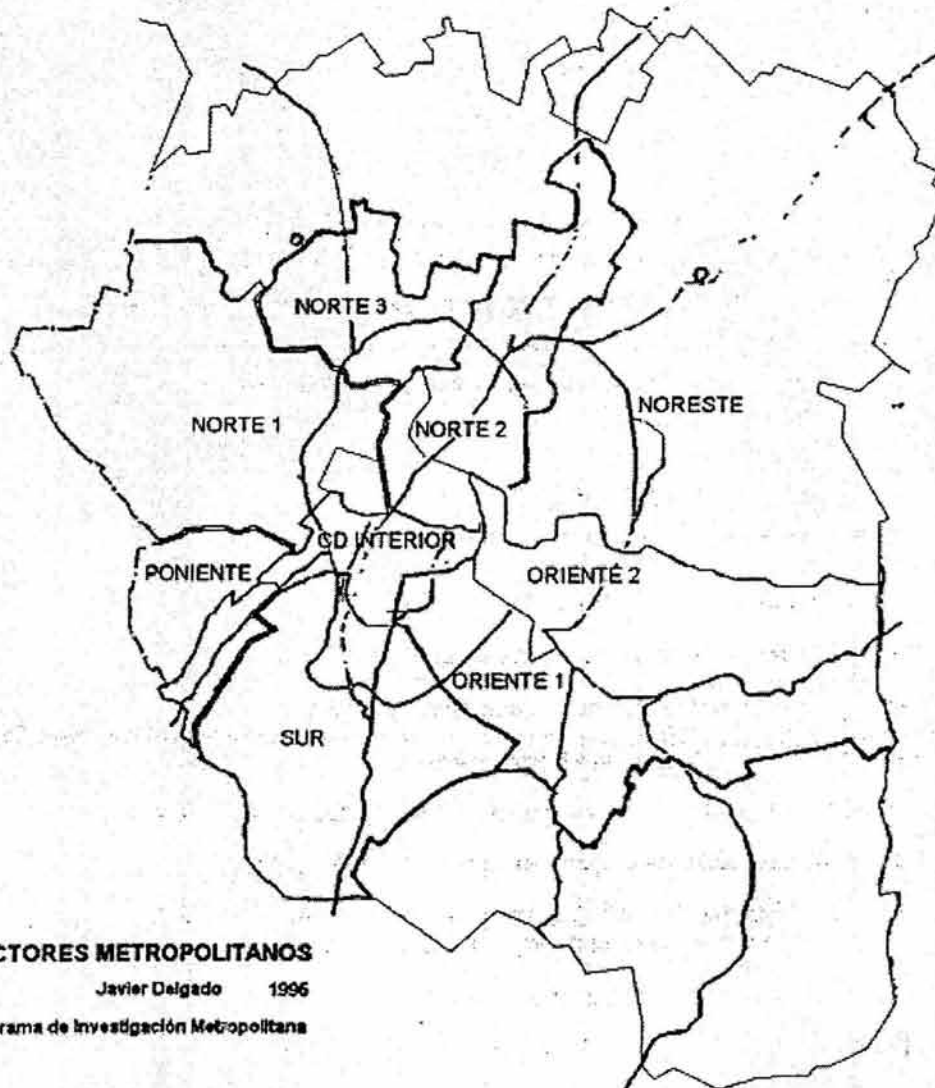 NORTE 3
NORTE 1
NORTE 2
NORESTE
CD INTERIOR
PONIENTE
ORIENTE 2
ORIENTE 1
SUR
CTORES METROPOLITANOS
Javier Delgado 1996
rama de Investigación Metropolitana